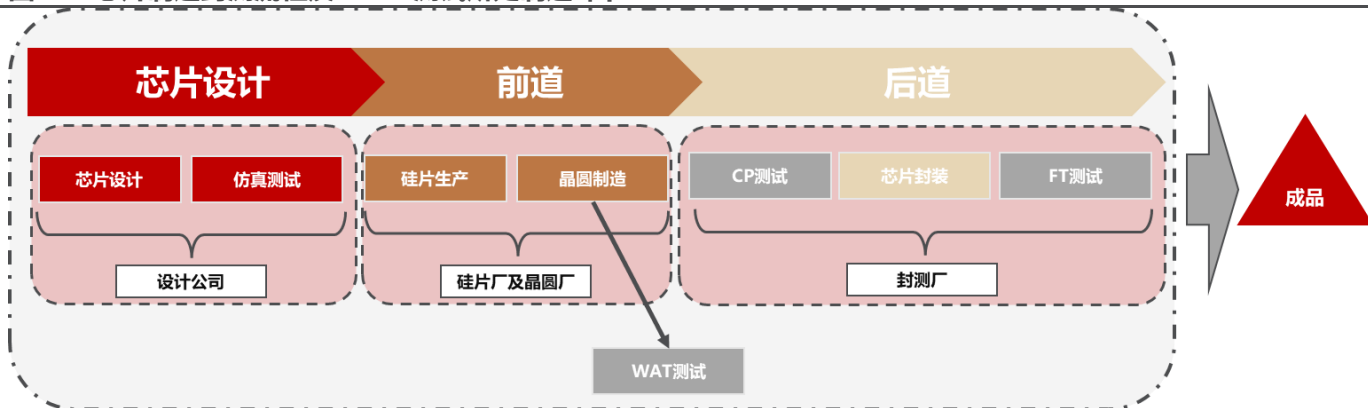 芯片设计
前道
后道
芯片设计
仿真测试
硅片生产
晶圆制造
CP测试
芯片封装
FT测试
成品
设计公司
硅片厂及晶圆厂
封测厂
WAT测试